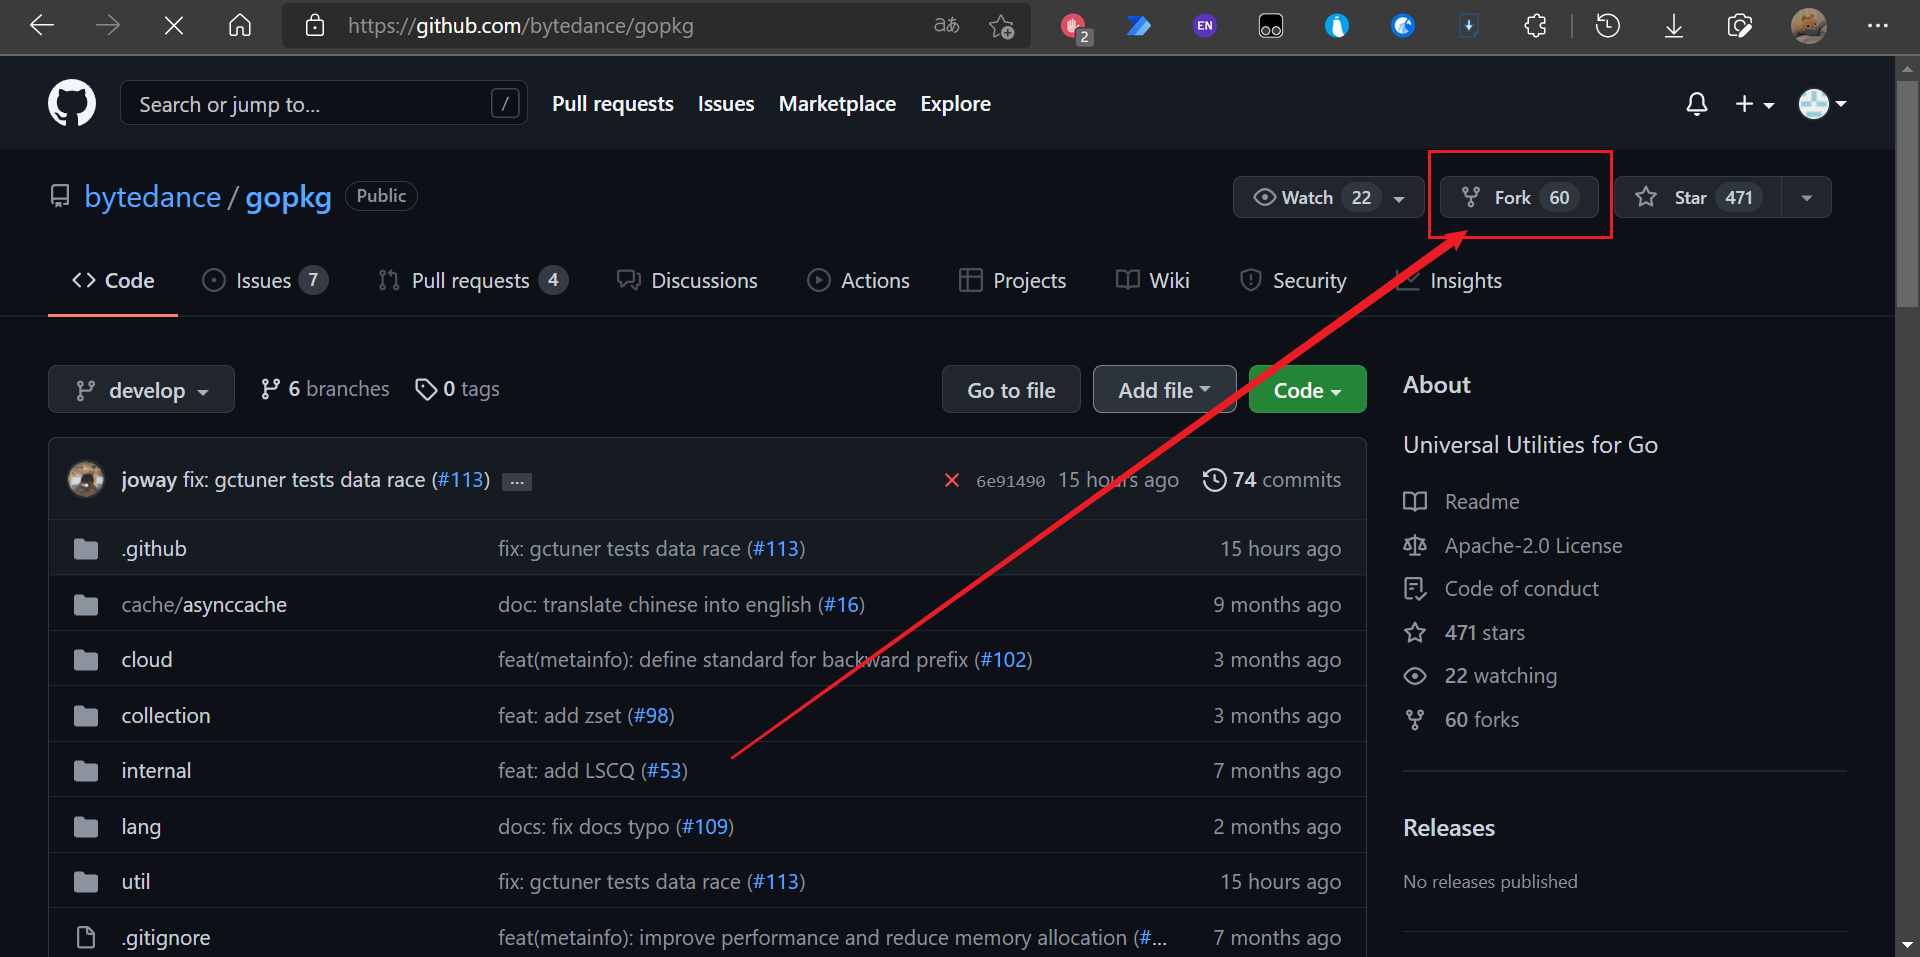 https://github.com/bytedance/gopkg aあ 2 EN
Search or jump to... / Pull requests Issues Marketplace Explore
bytedance / gopkg Public Watch 22 Fork 60 Star 471
Code Issues 7 Pull requests 4 Discussions Actions Projects Wiki Security Insights
develop 6 branches 0 tags Go to file Add file Code
About
Universal Utilities for Go
joway fix: gctuner tests data race (#113) ... 6e91490 15 hours ago 74 commits
Readme
.github fix: gctuner tests data race (#113) 15 hours ago
Apache-2.0 License
Code of conduct
cache/asynccache doc: translate chinese into english (#16) 9 months ago
471 stars
cloud feat(metainfo): define standard for backward prefix (#102) 3 months ago
22 watching
collection feat: add zset (#98) 3 months ago
60 forks
internal feat: add LSCQ (#53) 7 months ago
lang docs: fix docs typo (#109) 2 months ago
Releases
util fix: gctuner tests data race (#113) 15 hours ago
No releases published
.gitignore feat(metainfo): improve performance and reduce memory allocation (#... 7 months ago